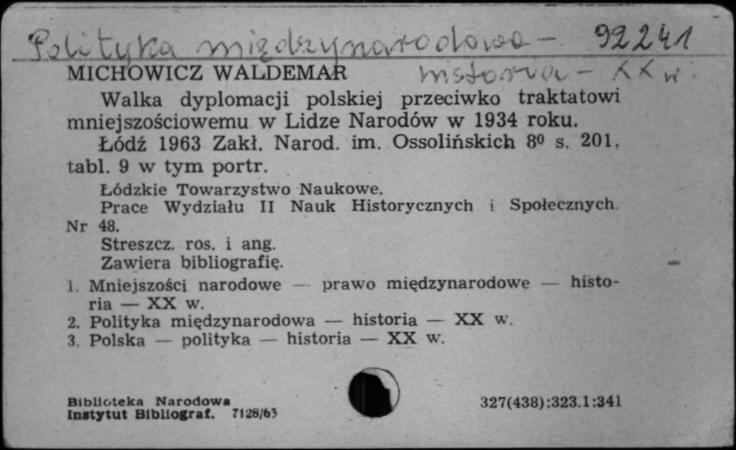 Polityka międzynarodowa - 92241
historia - XX w.
MICHOWICZ WALDEMAR
Walka dyplomacji polskiej przeciwko traktatowi
mniejszościowemu w Lidze Narodów w 1934 roku.
Łódź 1963 Zakł. Narod. im. Ossolińskich 8⁰ s. 201,
tabl. 9 w tym portr.
Łódzkie Towarzystwo Naukowe.
Prace Wydziału II Nauk Historycznych i Społecznych.
Nr 48.
Streszcz. ros. i ang.
Zawiera bibliografię.
1. Mniejszości narodowe — prawo międzynarodowe — histo-
ria — XX w.
2. Polityka międzynarodowa — historia — XX w.
3. Polska — polityka — historia — XX w.
Biblioteka Narodowa
Instytut Bibliograf. 7128/63
327(438):323.1:341